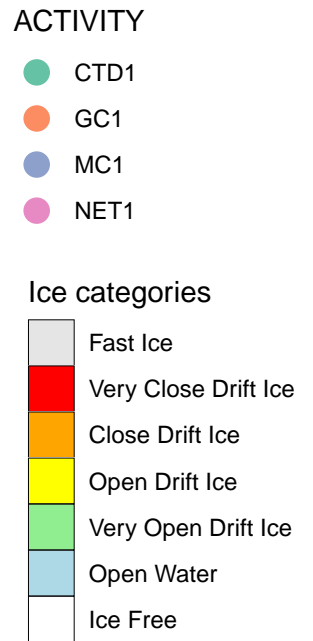 ACTIVITY
CTD1
GC1
MC1
NET1
Ice categories
Fast Ice
Very Close Drift Ice
Close Drift Ice
Open Drift Ice
Very Open Drift Ice
Open Water
Ice Free